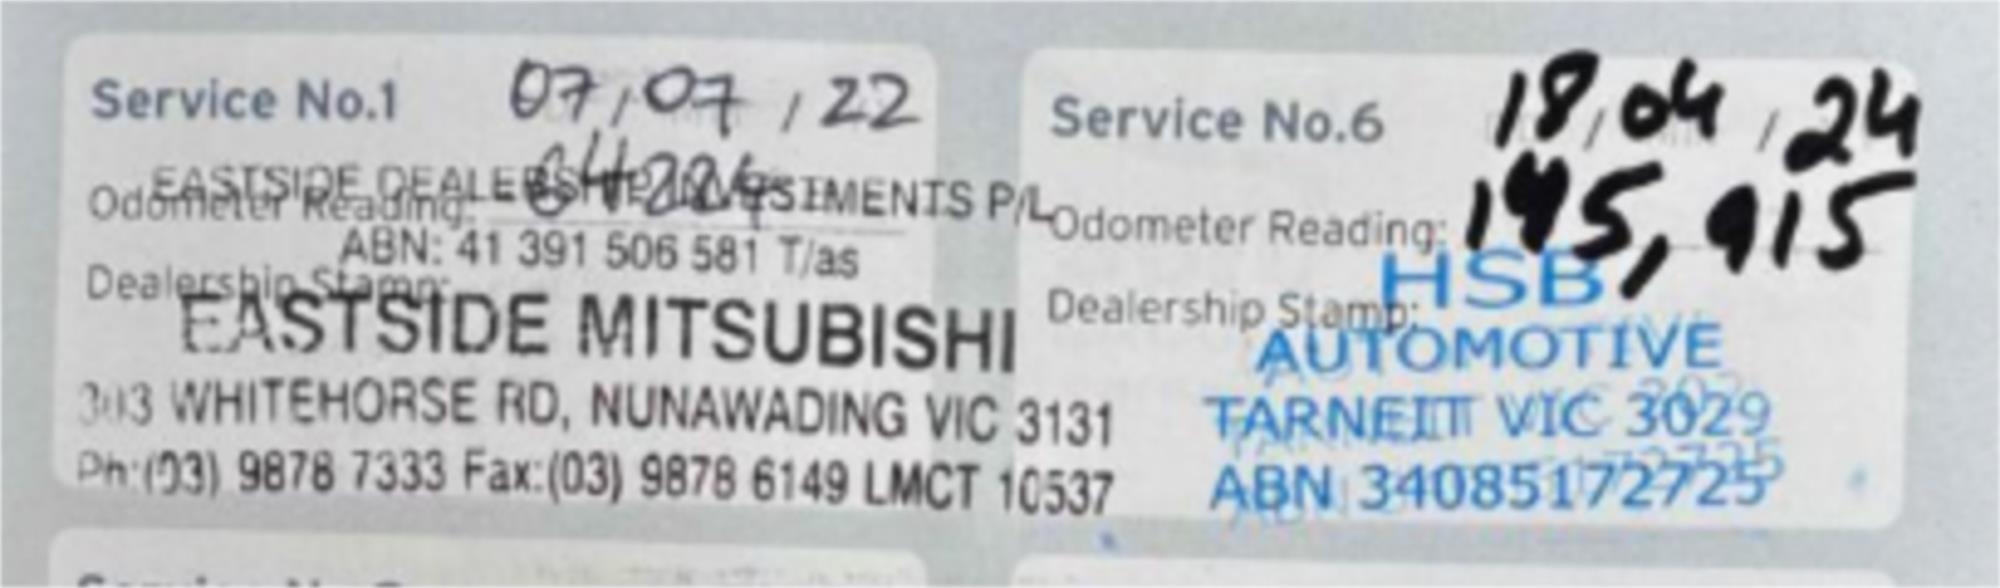 Service No.1 07/07/22
EASTSIDE DEALERSHIP INVESTMENTS P/L
Odometer Reading:
ABN: 41 391 506 581 T/as
Dealership Stamp:
EASTSIDE MITSUBISHI
303 WHITEHORSE RD, NUNAWADING VIC 3131
Ph:(03) 9878 7333 Fax:(03) 9878 6149 LMCT 10537
Service No.6 18/04/24
Odometer Reading: 145,915
Dealership Stamp:
HSB
AUTOMOTIVE
TARNEIT VIC 3029
ABN 34085172725